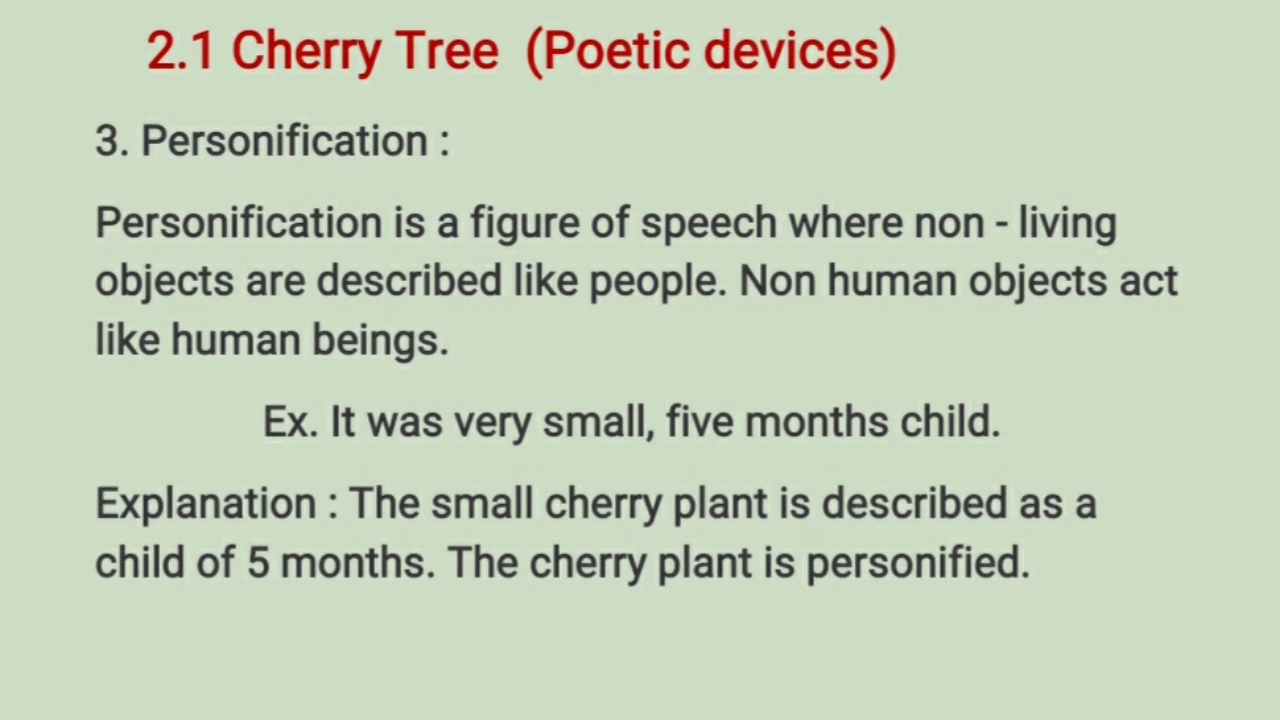 2.1 Cherry Tree (Poetic devices)
3. Personification :
Personification is a figure of speech where non - living
objects are described like people. Non human objects act
like human beings.
Ex. It was very small, five months child.
Explanation : The small cherry plant is described as a
child of 5 months. The cherry plant is personified.